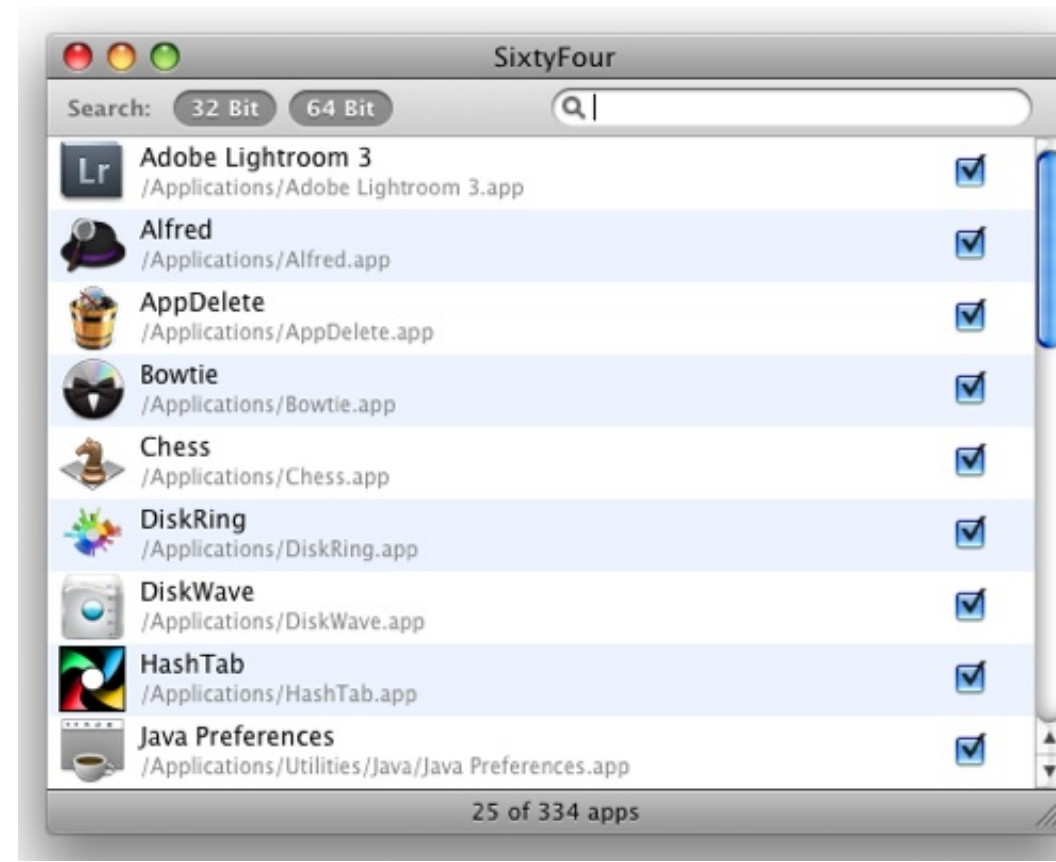 SixtyFour
Search: 32 Bit 64 Bit
Lr
Adobe Lightroom 3
/Applications/Adobe Lightroom 3.app
Alfred
/Applications/Alfred.app
AppDelete
/Applications/AppDelete.app
Bowtie
/Applications/Bowtie.app
Chess
/Applications/Chess.app
DiskRing
/Applications/DiskRing.app
DiskWave
/Applications/DiskWave.app
HashTab
/Applications/HashTab.app
Java Preferences
/Applications/Utilities/Java/Java Preferences.app
25 of 334 apps